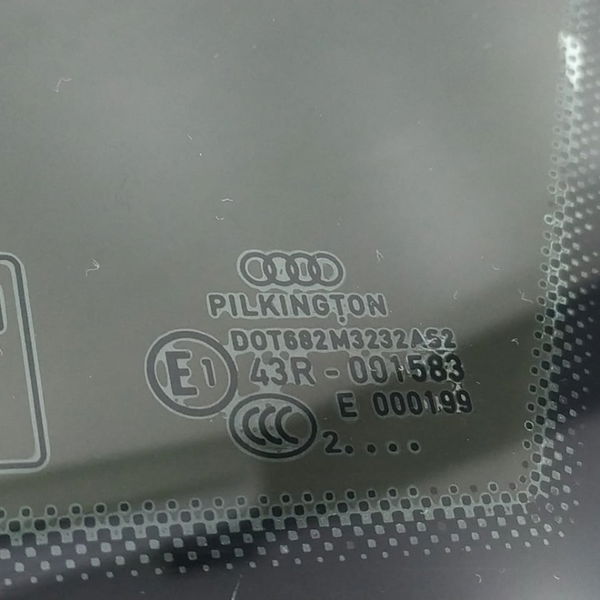 PILKINGTON
DOT682M3232AS2
E1 43R - 001583
E 000199
CCC 2....